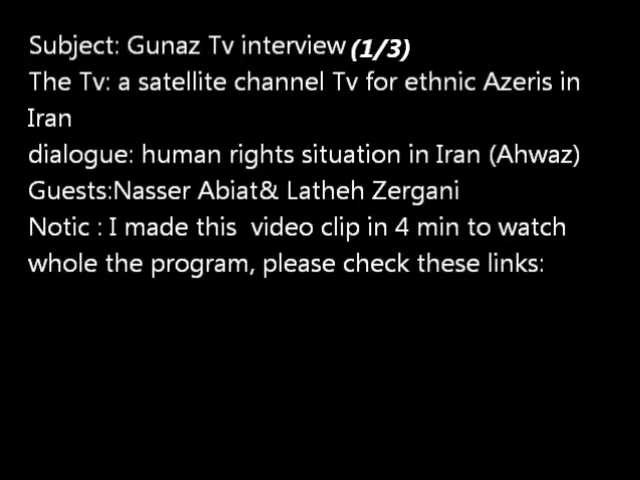 Subject: Gunaz Tv interview (1/3)
The Tv: a satellite channel Tv for ethnic Azeris in
Iran
dialogue: human rights situation in Iran (Ahwaz)
Guests:Nasser Abiat& Latheh Zergani
Notic : I made this  video clip in 4 min to watch
whole the program, please check these links: